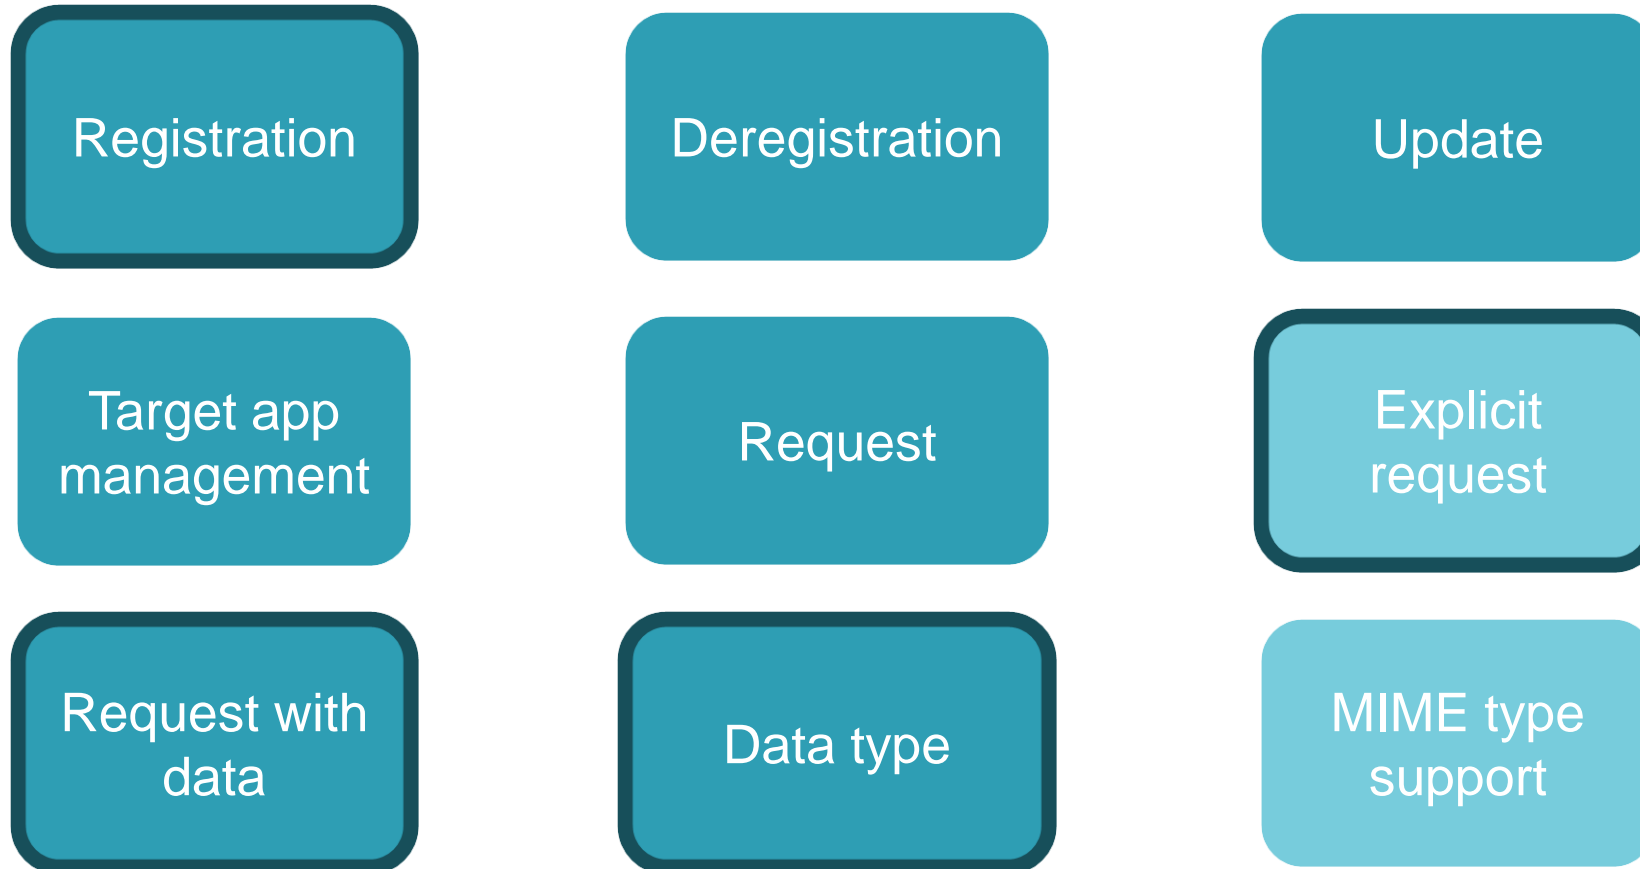 Registration
Deregistration
Update
Target app
management
Request
Explicit
request
Request with
data
Data type
MIME type
support